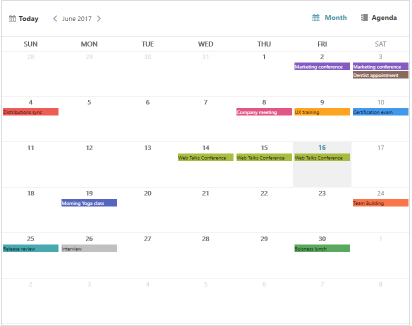 Today June 2017 Month Agenda
SUN MON TUE WED THU FRI SAT
28 29 30 31 1 2 3
Marketing conference Marketing conference
Dentist appointment
4 5 6 7 8 9 10
Distributors sync Company meeting UX training Certification exam
11 12 13 14 15 16 17
Web Talks Conference Web Talks Conference Web Talks Conference
18 19 20 21 22 23 24
Morning Yoga class Team Building
25 26 27 28 29 30 1
Release review Interview Business lunch
2 3 4 5 6 7 8